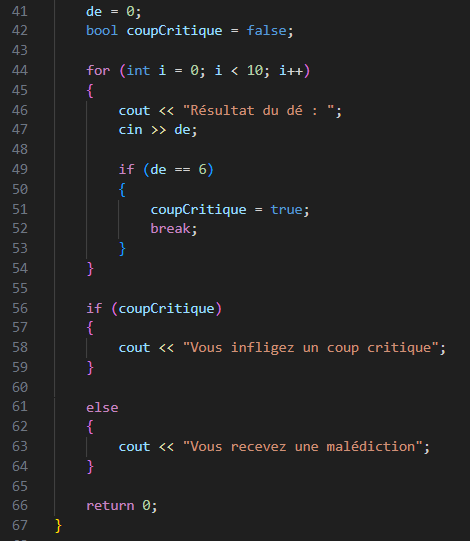 41 de = 0;
42 bool coupCritique = false;
43
44 for (int i = 0; i < 10; i++)
45 {
46 cout << "Résultat du dé : ";
47 cin >> de;
48
49 if (de == 6)
50 {
51 coupCritique = true;
52 break;
53 }
54 }
55
56 if (coupCritique)
57 {
58 cout << "Vous infligez un coup critique";
59 }
60
61 else
62 {
63 cout << "Vous recevez une malédiction";
64 }
65
66 return 0;
67 }